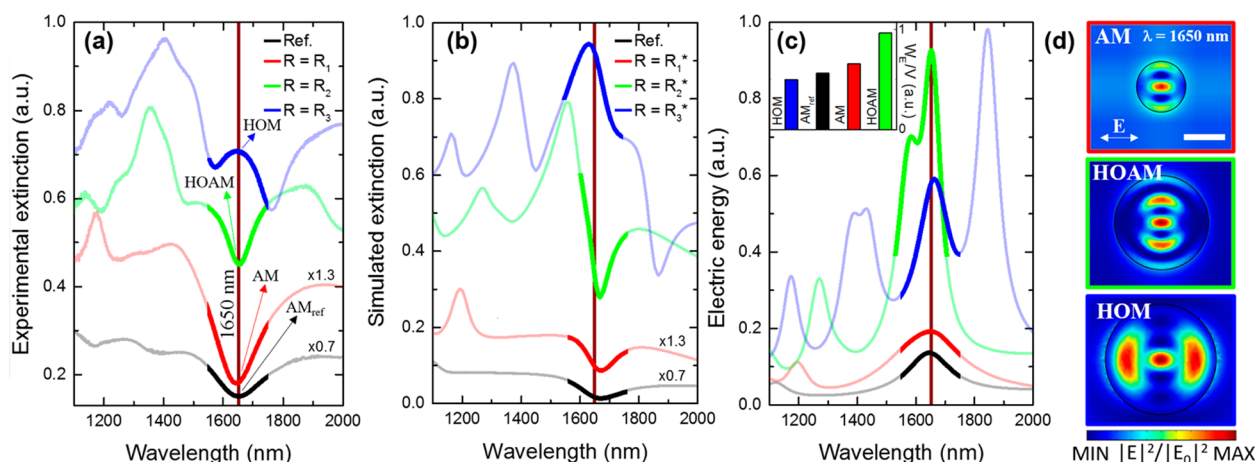 (a)
Ref.
R = R1
R = R2
R = R3
HOM
HOAM
AM
AMref
1650 nm
x1.3
x0.7
1.0
0.8
0.6
0.4
0.2
1200 1400 1600 1800 2000
Wavelength (nm)
Experimental extinction (a.u.)
(b)
Ref.
R = R1*
R = R2*
R = R3*
x1.3
x0.7
1.0
0.8
0.6
0.4
0.2
0.0
1200 1400 1600 1800 2000
Wavelength (nm)
Simulated extinction (a.u.)
(c)
HOM
AMref
AM
HOAM
1
0
WE/V (a.u.)
1.0
0.8
0.6
0.4
0.2
0.0
1200 1400 1600 1800 2000
Wavelength (nm)
Electric energy (a.u.)
(d)
AM λ = 1650 nm
E
HOAM
HOM
MIN |E|²/|E0|² MAX